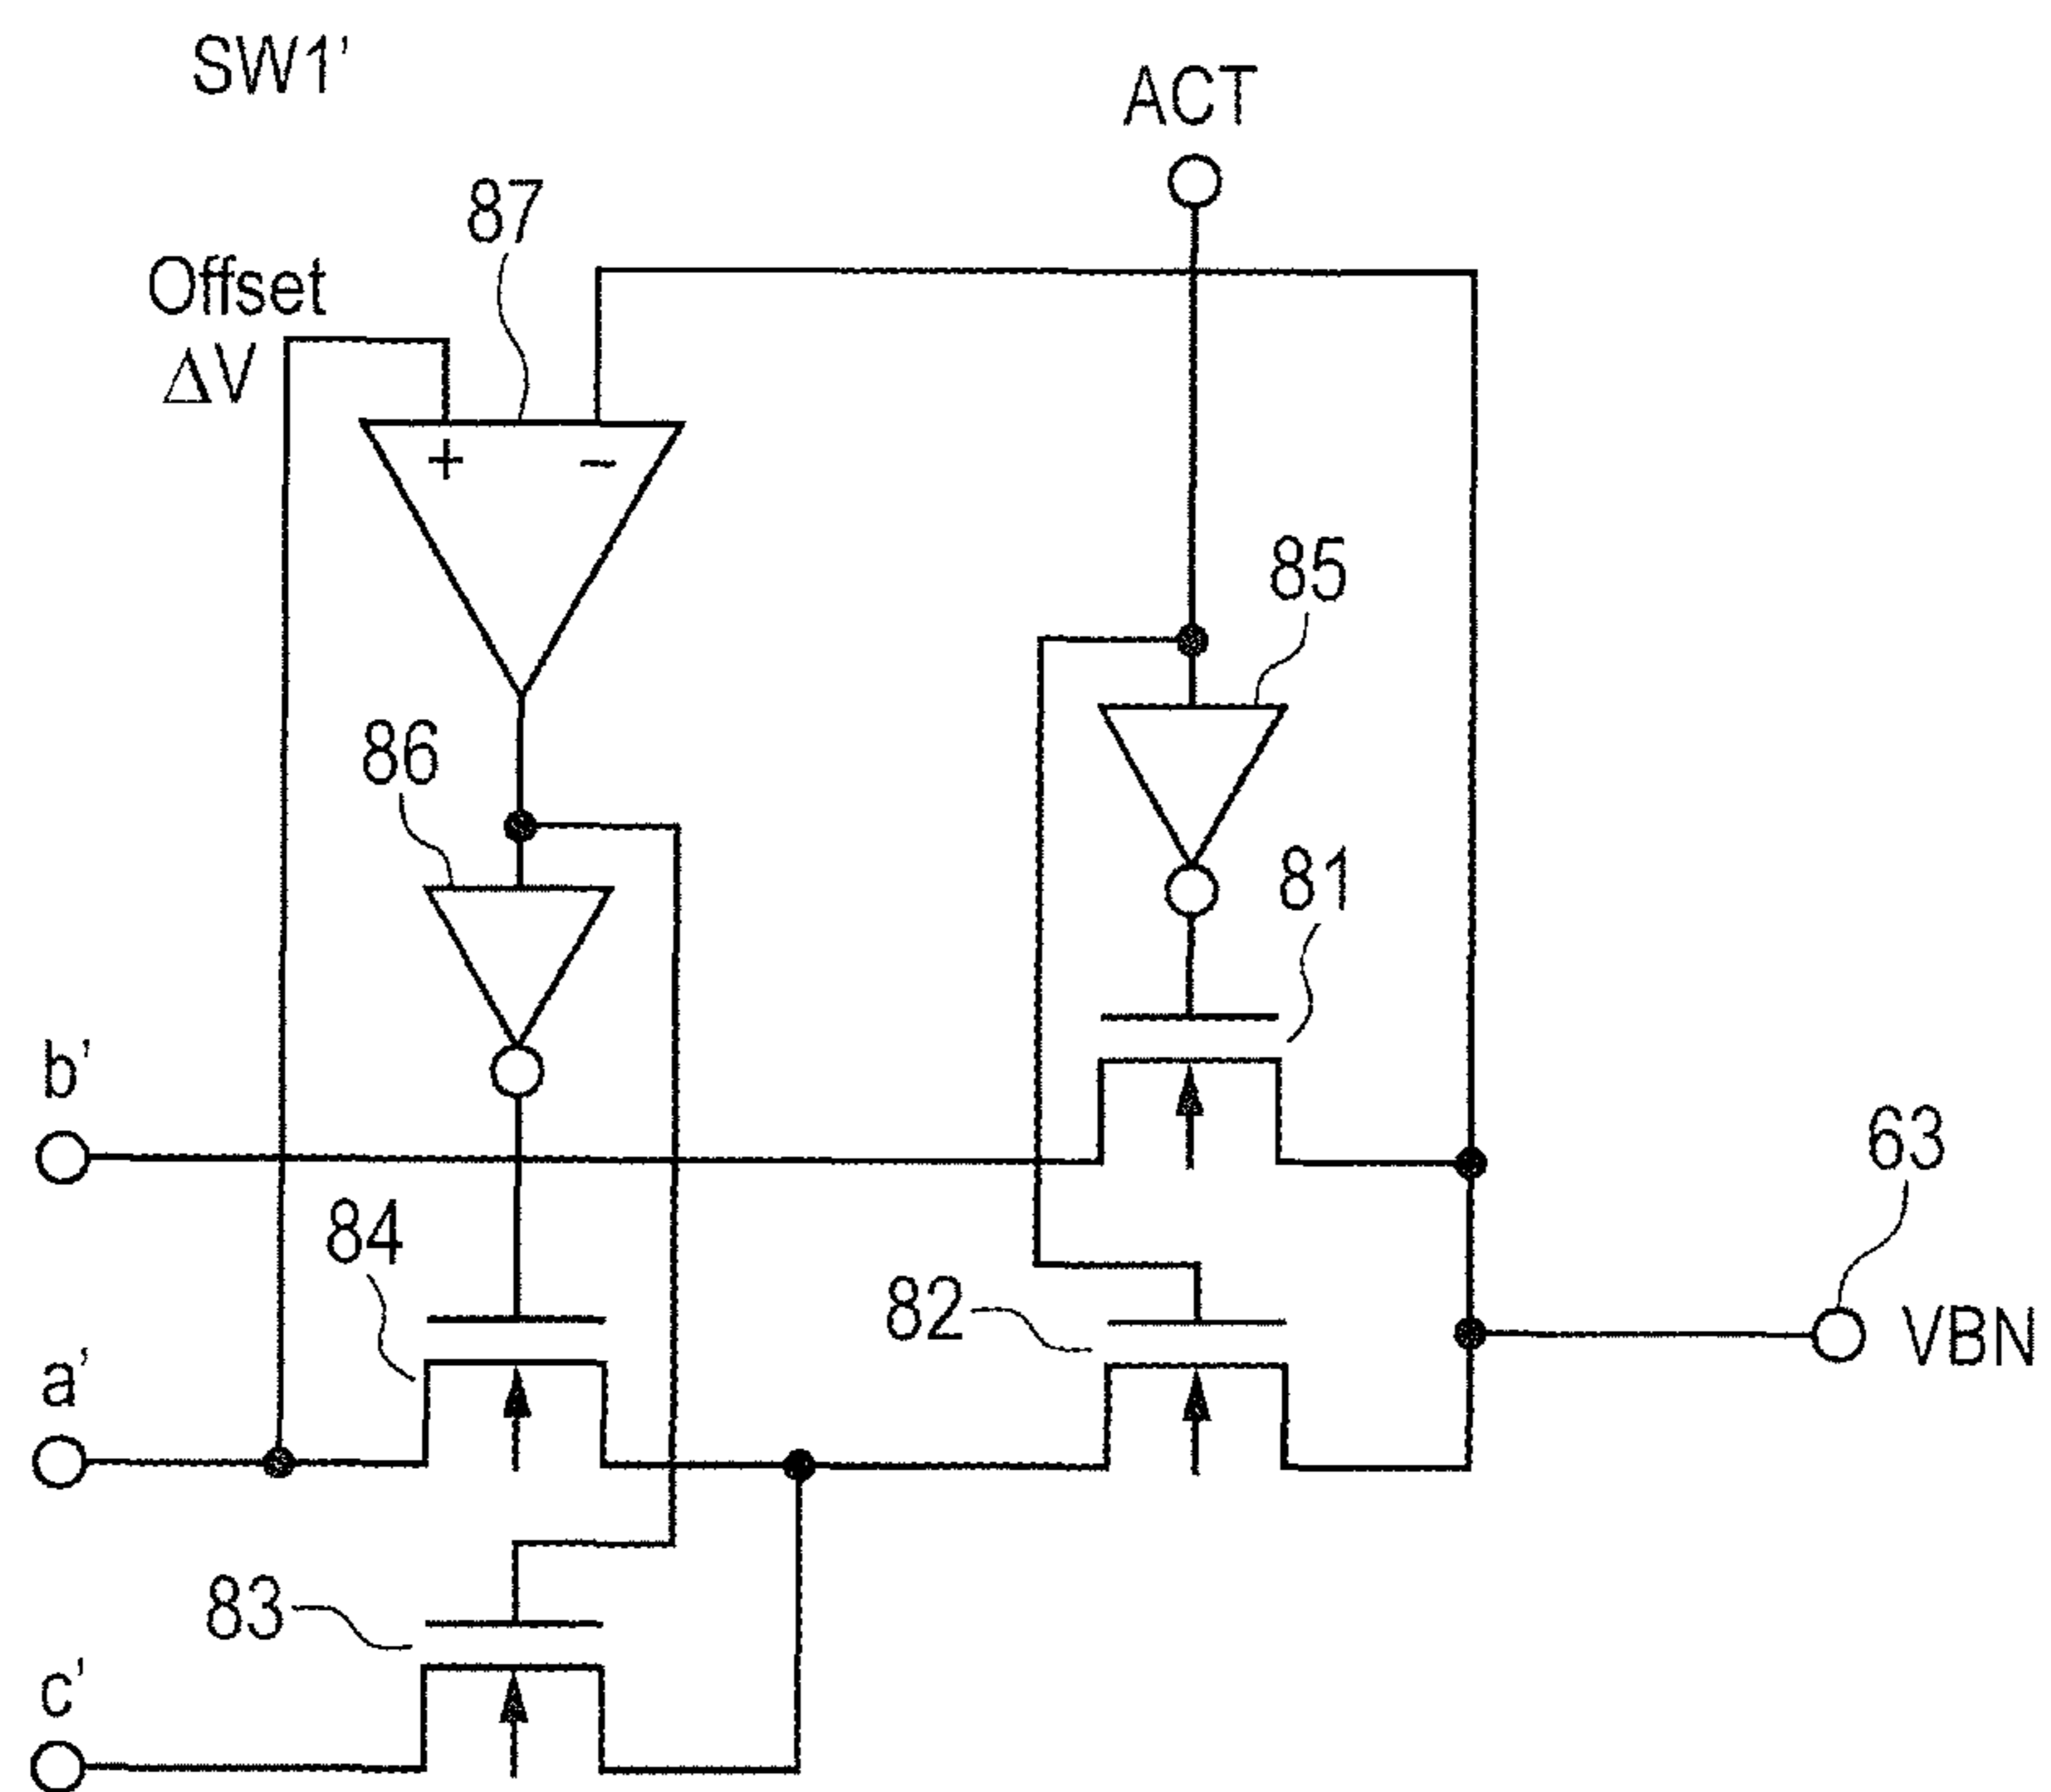 SW1'
ACT
87
Offset
ΔV
+
−
85
86
81
b'
63
84
82
VBN
a'
83
c'